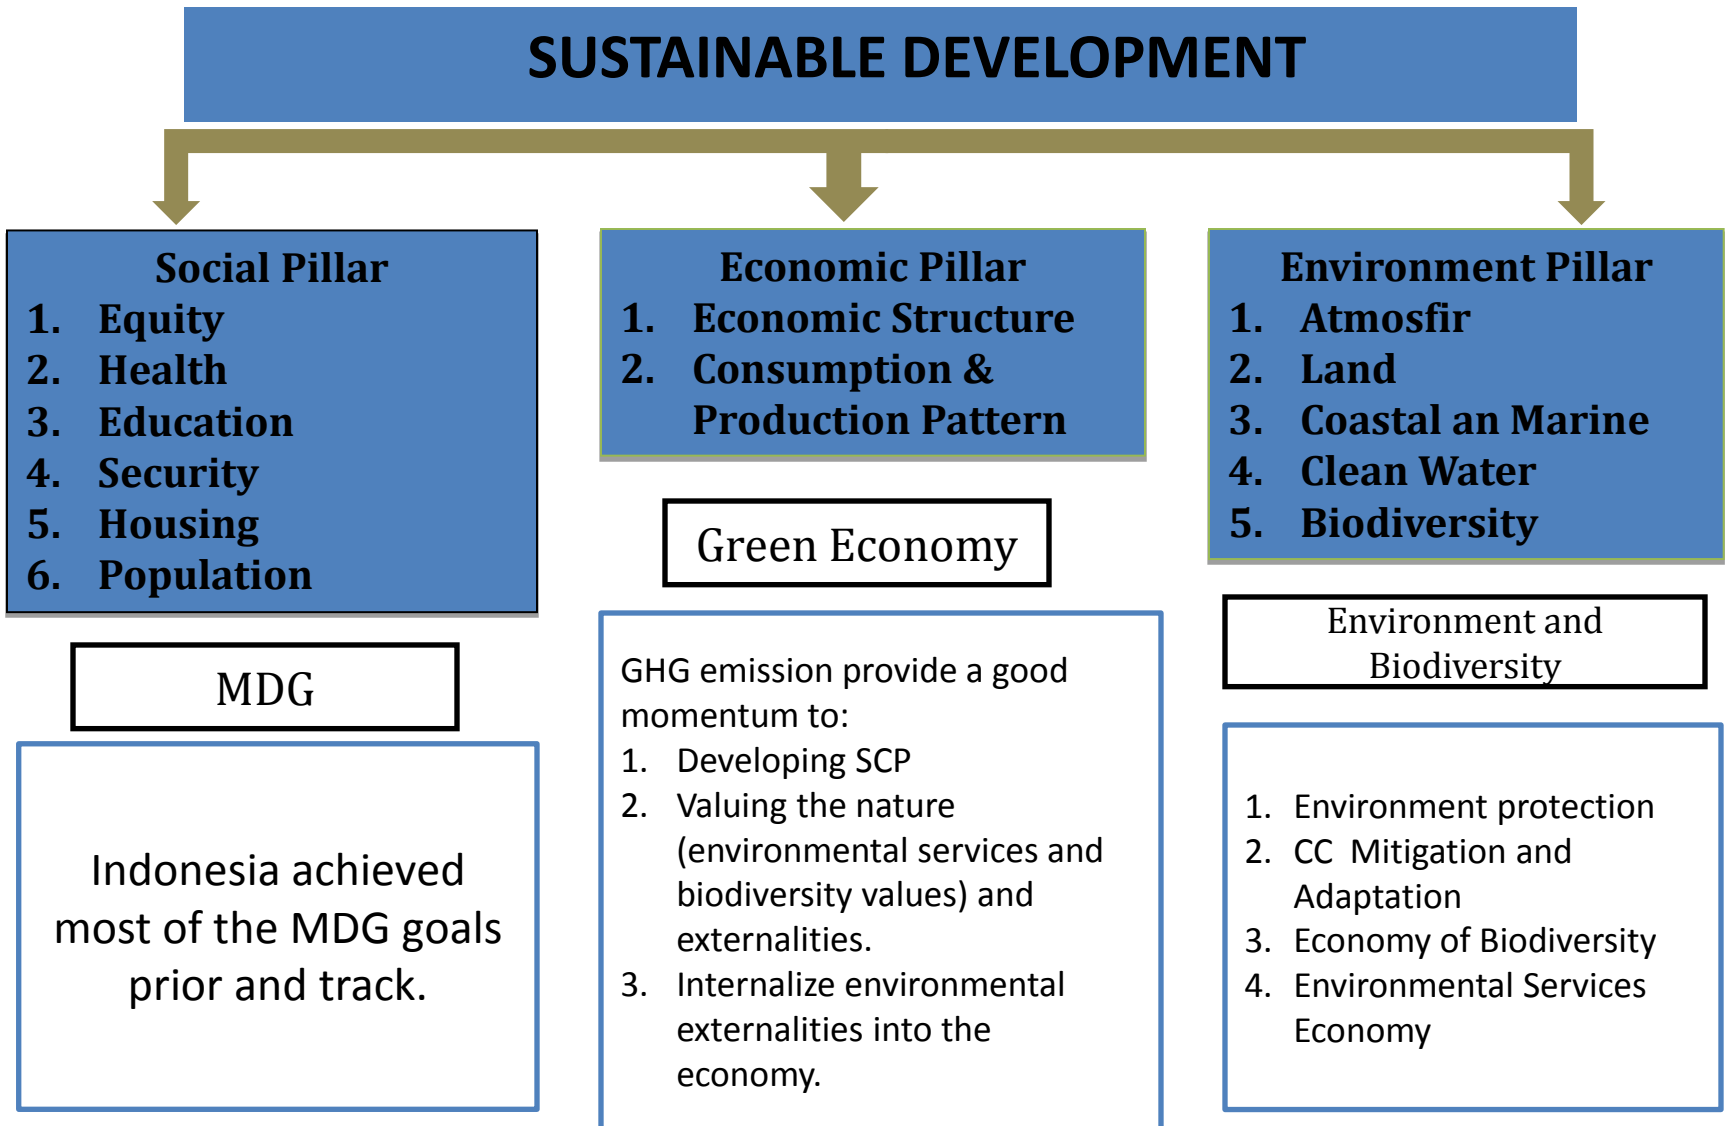 SUSTAINABLE DEVELOPMENT
Social Pillar
1. Equity
2. Health
3. Education
4. Security
5. Housing
6. Population
MDG
Indonesia achieved
most of the MDG goals
prior and track.
Economic Pillar
1. Economic Structure
2. Consumption &
Production Pattern
Green Economy
GHG emission provide a good
momentum to:
1. Developing SCP
2. Valuing the nature
(environmental services and
biodiversity values) and
externalities.
3. Internalize environmental
externalities into the
economy.
Environment Pillar
1. Atmosfir
2. Land
3. Coastal an Marine
4. Clean Water
5. Biodiversity
Environment and
Biodiversity
1. Environment protection
2. CC Mitigation and
Adaptation
3. Economy of Biodiversity
4. Environmental Services
Economy